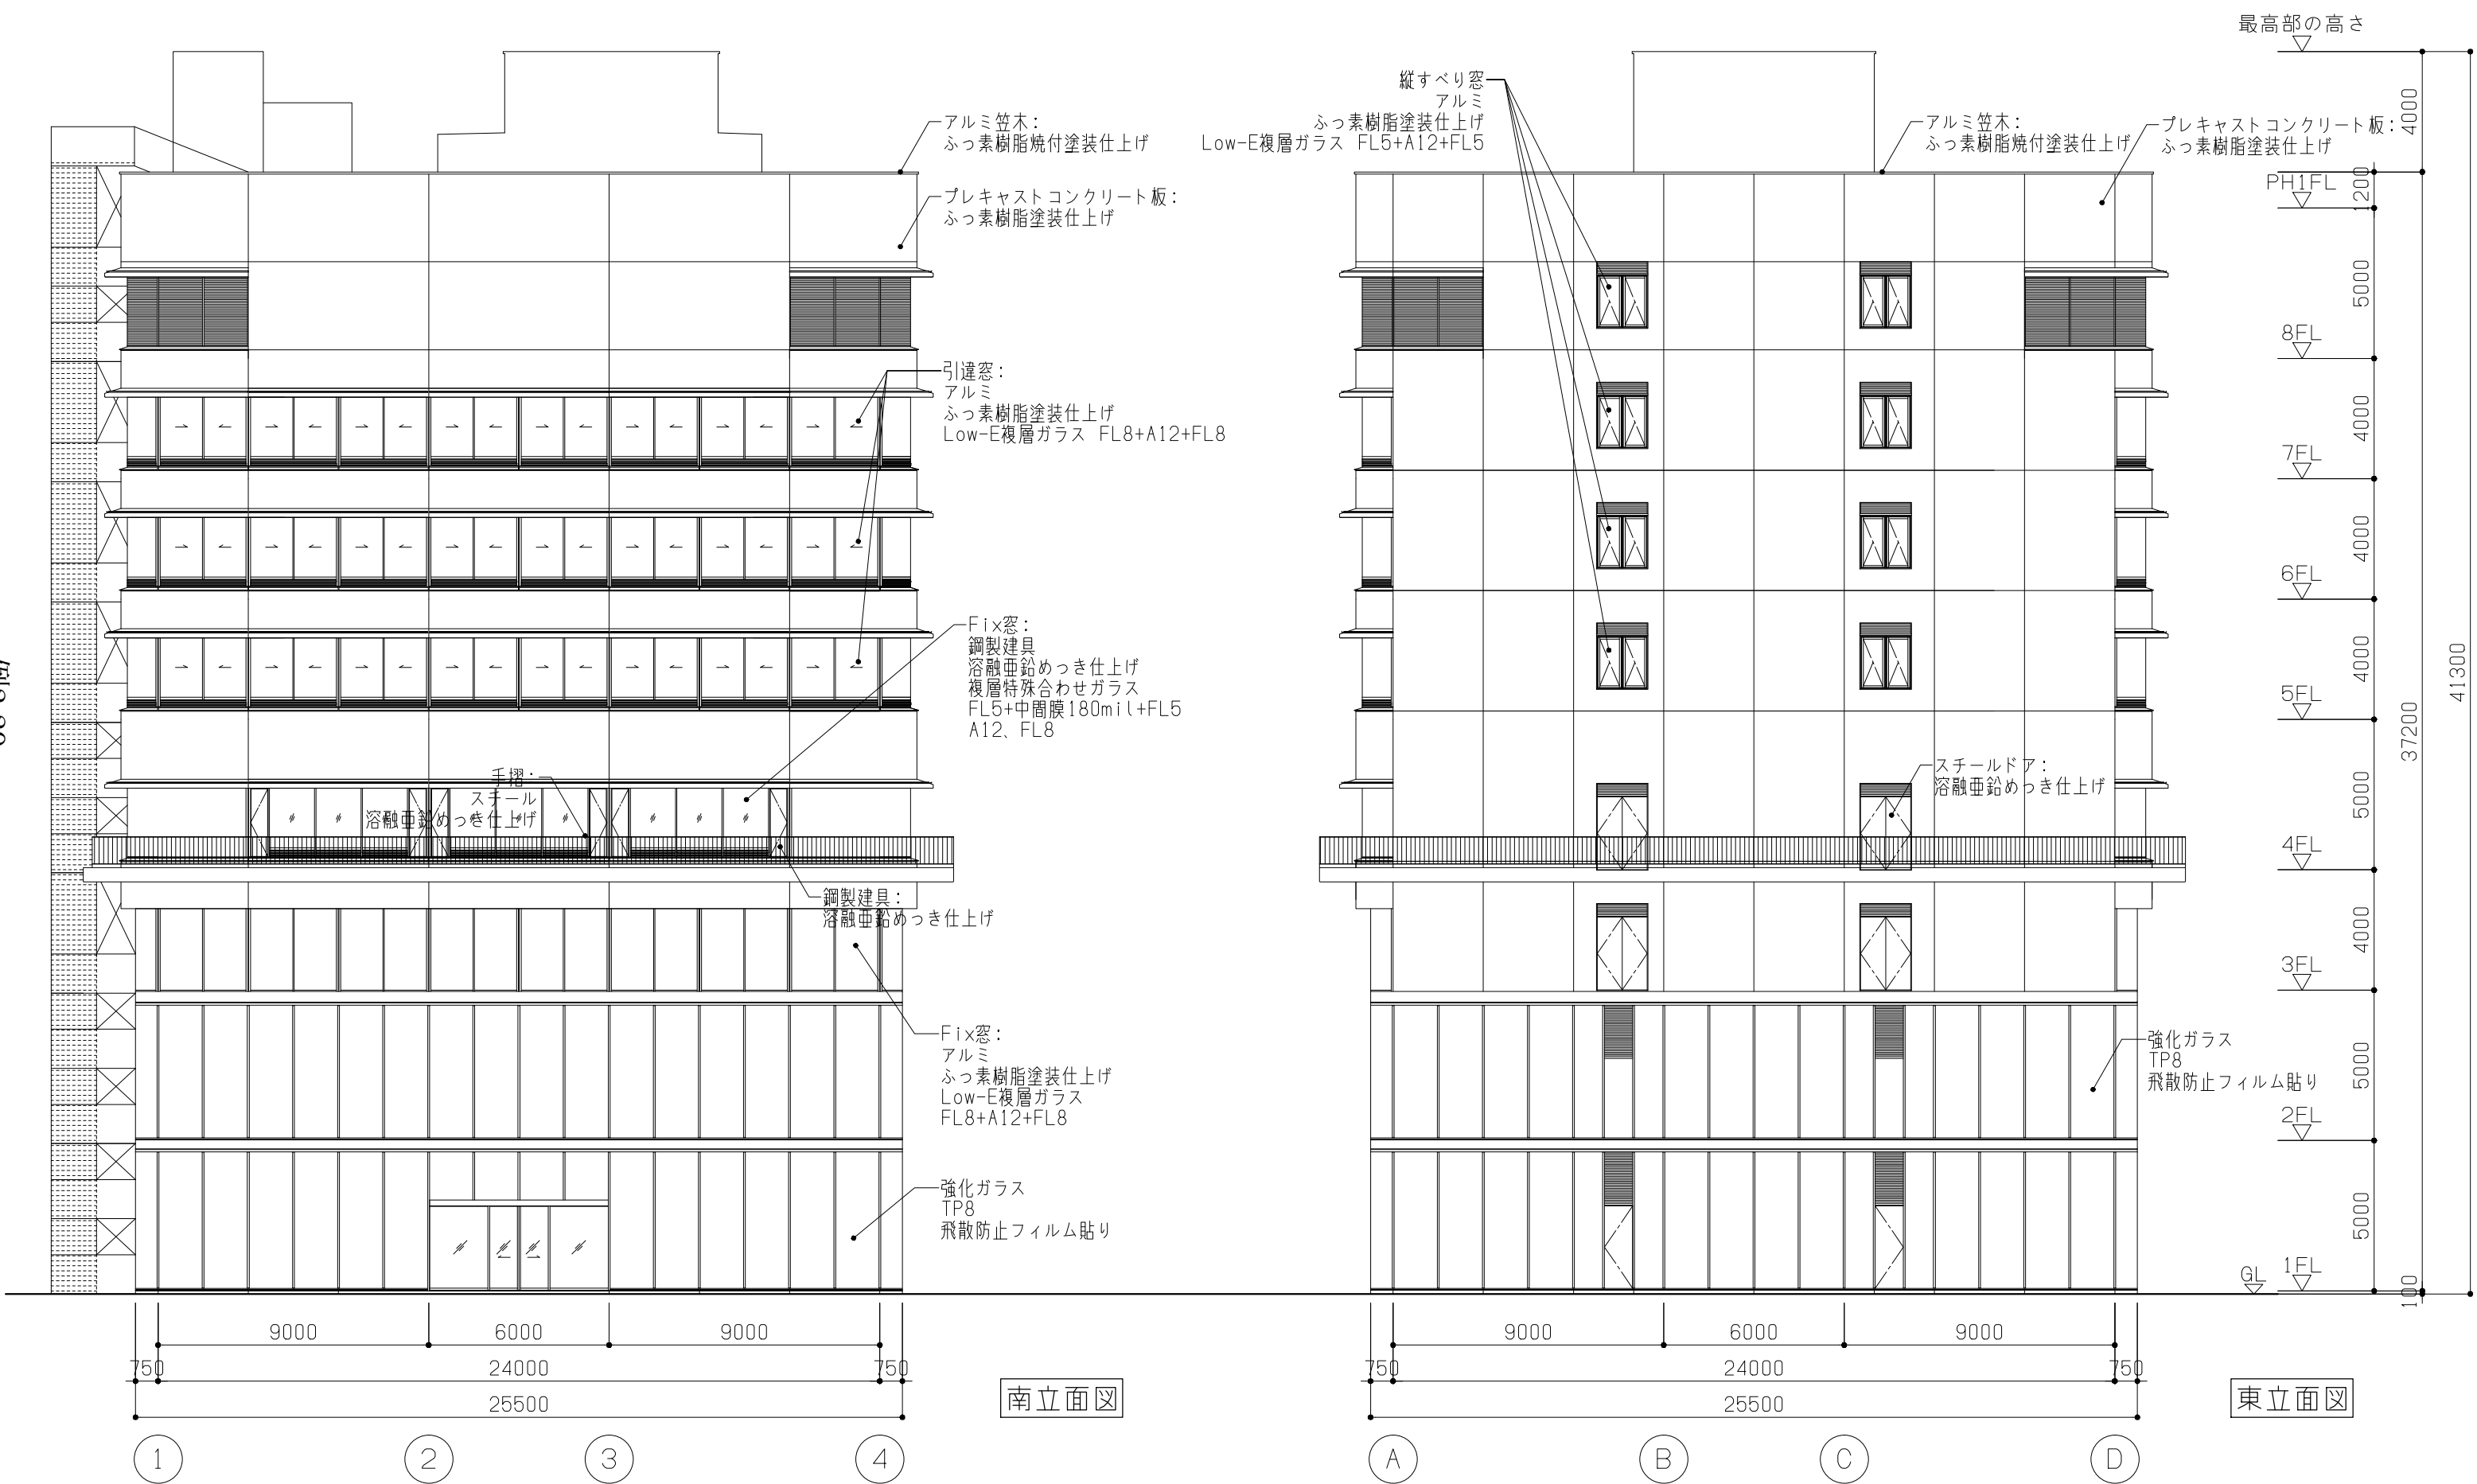 最高部の高さ
アルミ笠木：
ふっ素樹脂焼付塗装仕上げ
プレキャストコンクリート板：
ふっ素樹脂塗装仕上げ
引違窓：
アルミ
ふっ素樹脂塗装仕上げ
Low-E複層ガラス FL8+A12+FL8
Fix窓：
鋼製建具
溶融亜鉛めっき仕上げ
複層特殊合わせガラス
FL5+中間膜180mil+FL5
A12、FL8
手摺：
スチール
溶融亜鉛めっき仕上げ
鋼製建具：
溶融亜鉛めっき仕上げ
Fix窓：
アルミ
ふっ素樹脂塗装仕上げ
Low-E複層ガラス
FL8+A12+FL8
強化ガラス
TP8
飛散防止フィルム貼り
9000 6000 9000
750 24000 750
25500
1 2 3 4
南立面図
縦すべり窓
アルミ
ふっ素樹脂塗装仕上げ
Low-E複層ガラス FL5+A12+FL5
アルミ笠木：
ふっ素樹脂焼付塗装仕上げ
プレキャストコンクリート板：
ふっ素樹脂塗装仕上げ
スチールドア：
溶融亜鉛めっき仕上げ
強化ガラス
TP8
飛散防止フィルム貼り
9000 6000 9000
750 24000 750
25500
A B C D
東立面図
PH1FL
8FL
7FL
6FL
5FL
4FL
3FL
2FL
1FL
GL
4000
1200
5000
4000
4000
4000
5000
4000
5000
5000
100
37200
41300